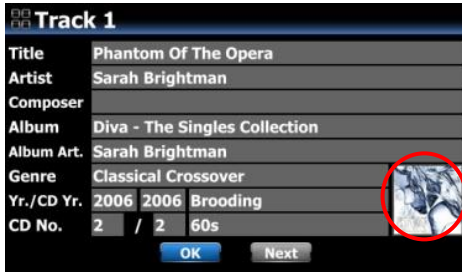 Track 1
Title Phantom Of The Opera
Artist Sarah Brightman
Composer
Album Diva - The Singles Collection
Album Art. Sarah Brightman
Genre Classical Crossover
Yr./CD Yr. 2006 2006 Brooding
CD No. 2 / 2 60s
OK Next